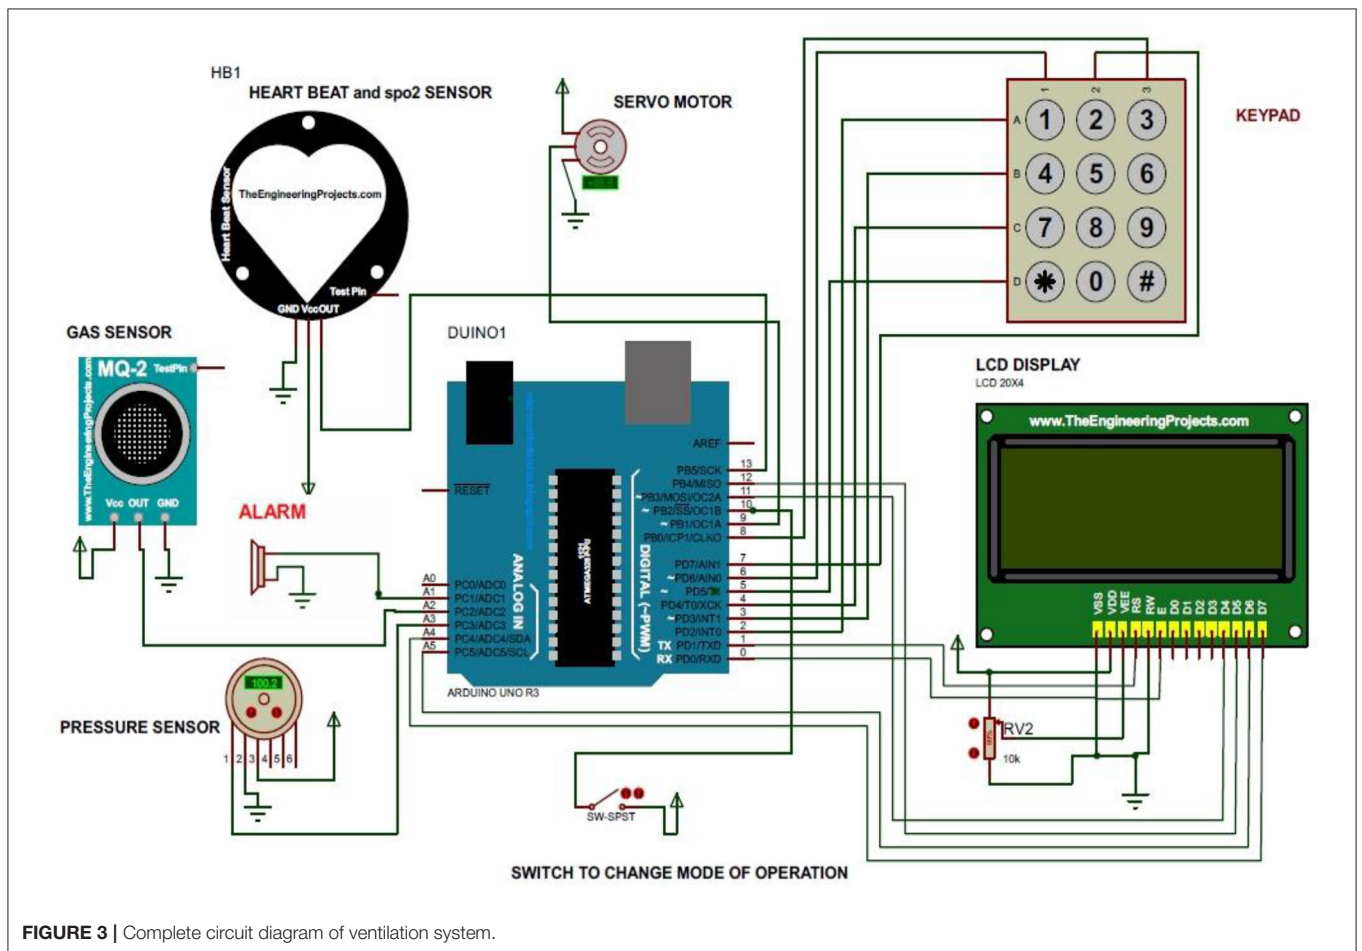 HB1
HEART BEAT and spo2 SENSOR
Heart Beat Sensor
TheEngineeringProjects.com
Test Pin
GND Vcc OUT
SERVO MOTOR
KEYPAD
1 2 3
A 1 2 3
B 4 5 6
C 7 8 9
D * 0 #
GAS SENSOR
MQ-2 TestPin
www.TheEngineeringProjects.com
Vcc OUT GND
ALARM
DUINO1
RESET
AREF
PB5/SCK 13
PB4/MISO 12
~PB3/MOSI/OC2A 11
~ PB2/SS/OC1B 10
~ PB1/OC1A 9
PB0/ICP1/CLKO 8
PD7/AIN1 7
~ PD6/AIN0 6
~ PD5/T1 5
PD4/T0/XCK 4
~ PD3/INT1 3
PD2/INT0 2
TX PD1/TXD 1
RX PD0/RXD 0
DIGITAL (~PWM)
ANALOG IN
A0 PC0/ADC0
A1 PC1/ADC1
A2 PC2/ADC2
A3 PC3/ADC3
A4 PC4/ADC4/SDA
A5 PC5/ADC5/SCL
ARDUINO UNO R3
LCD DISPLAY
LCD 20X4
www.TheEngineeringProjects.com
VSS VDD VEE RS RW E D0 D1 D2 D3 D4 D5 D6 D7
RV2
10k
PRESSURE SENSOR
100.2
1 2 3 4 5 6
SW-SPST
SWITCH TO CHANGE MODE OF OPERATION
FIGURE 3 | Complete circuit diagram of ventilation system.